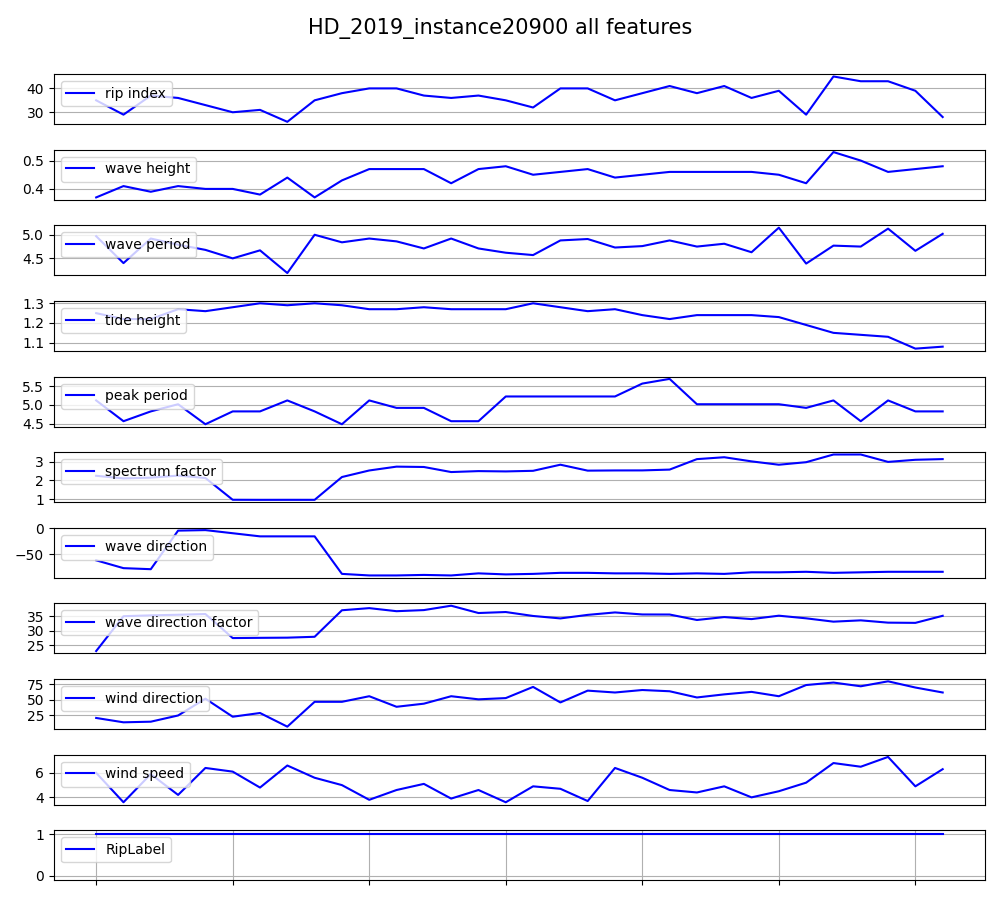 HD_2019_instance20900 all features
40
30
rip index
0.5
0.4
wave height
5.0
4.5
wave period
1.3
1.2
1.1
tide height
5.5
5.0
4.5
peak period
3
2
1
spectrum factor
0
−50
wave direction
35
30
25
wave direction factor
75
50
25
wind direction
6
4
wind speed
1
0
RipLabel